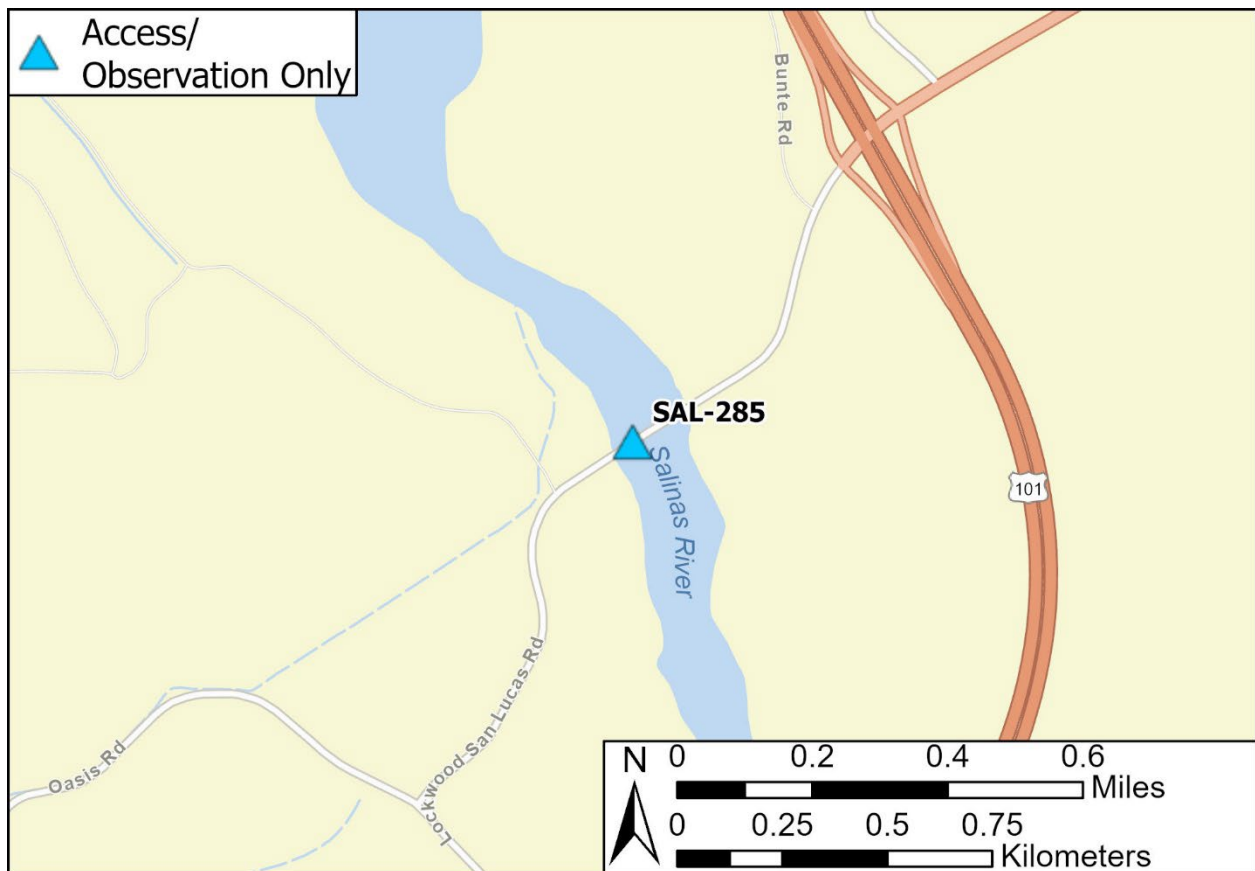 Access/
Observation Only
Bunte Rd
SAL-285
Salinas River
101
Lockwood San Lucas Rd
Oasis Rd
N
0 0.2 0.4 0.6
Miles
0 0.25 0.5 0.75
Kilometers